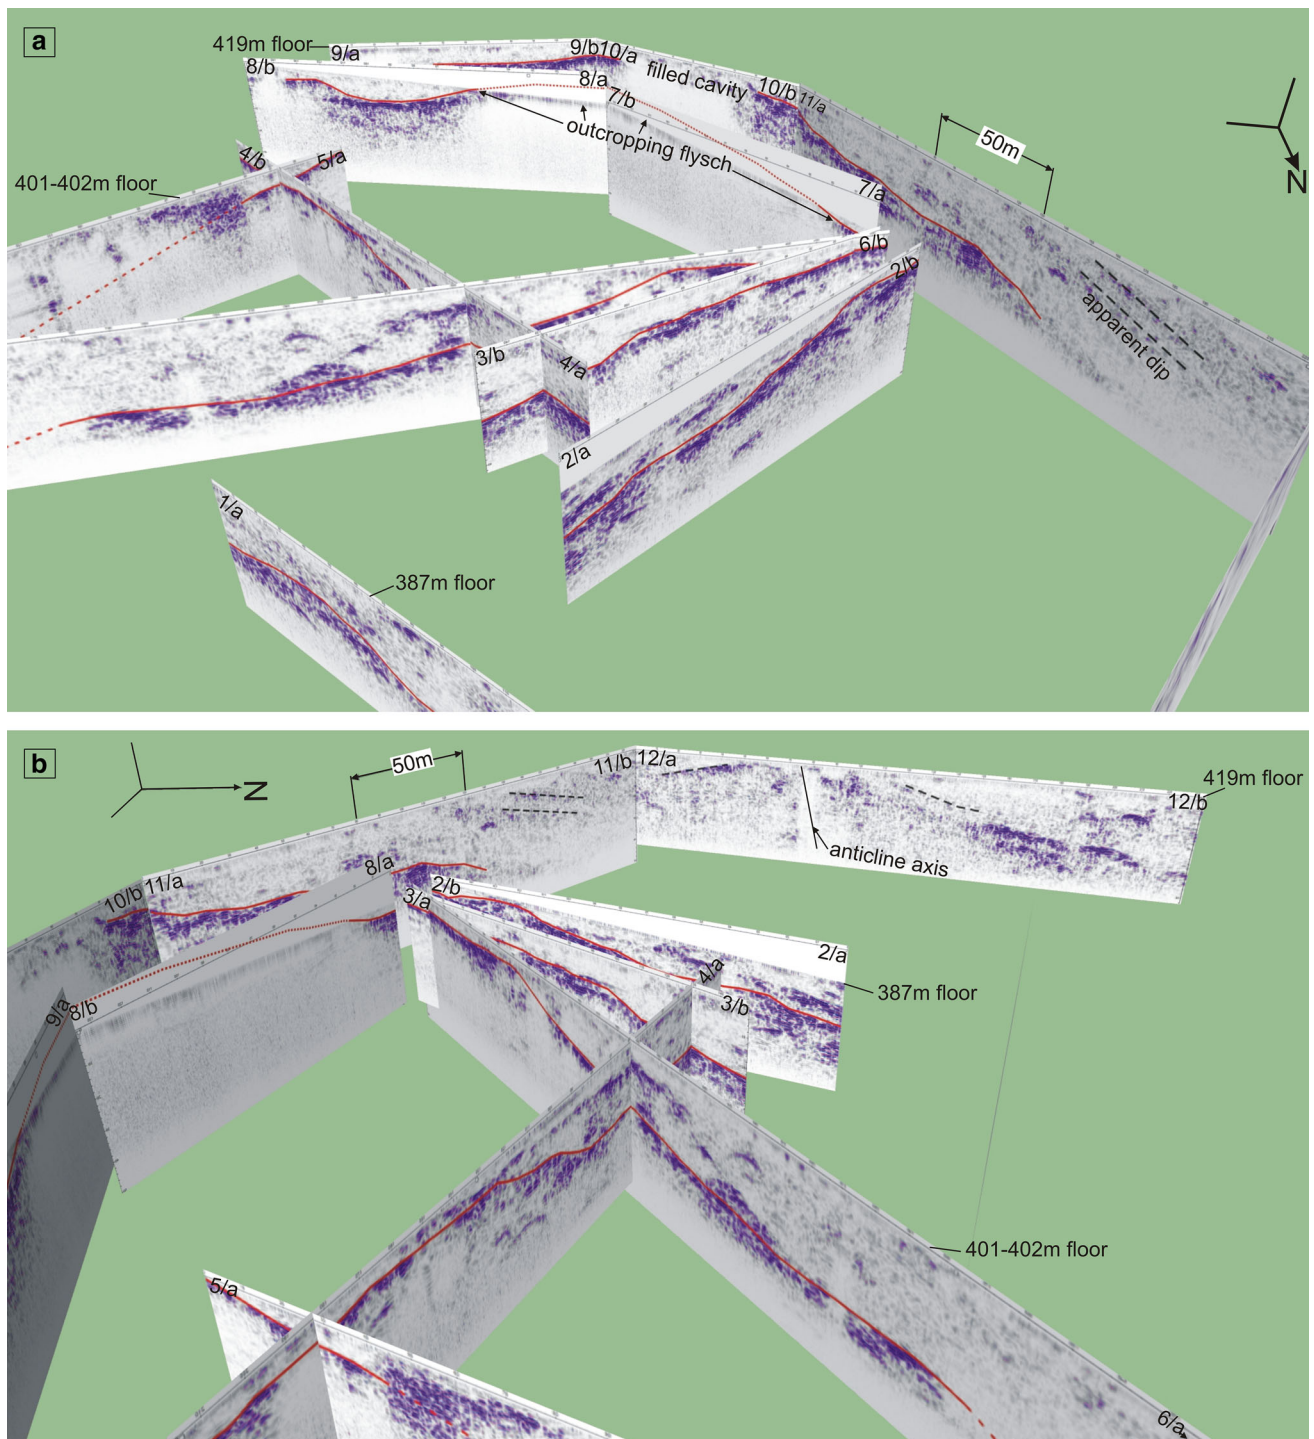 a
419m floor
9/a
9/b
10/a
8/b
8/a
filled cavity
10/b
11/a
7/b
outcropping flysch
50m
N
4/b
5/a
401-402m floor
7/a
6/b
2/b
apparent dip
3/b
4/a
2/a
1/a
387m floor
b
N
50m
11/b
12/a
419m floor
12/b
anticline axis
8/a
10/b
11/a
2/b
3/a
2/a
4/a
387m floor
3/b
9/a
8/b
401-402m floor
5/a
6/a